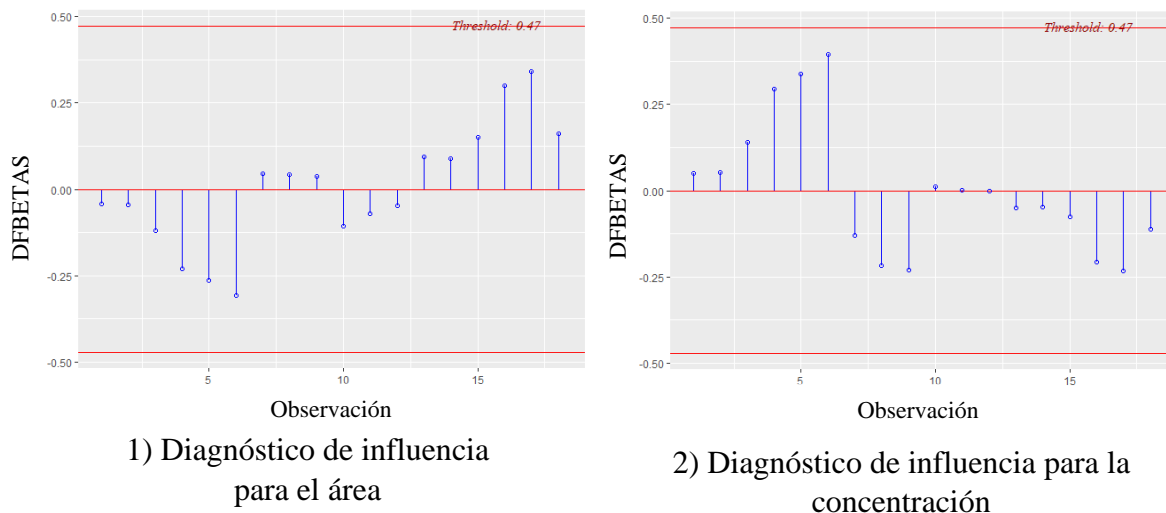 0.50
Threshold: 0.47
0.25
0.00
-0.25
-0.50
DFBETAS
5
10
15
Observación
1) Diagnóstico de influencia
para el área
0.50
Threshold: 0.47
0.25
0.00
-0.25
-0.50
DFBETAS
5
10
15
Observación
2) Diagnóstico de influencia para la
concentración